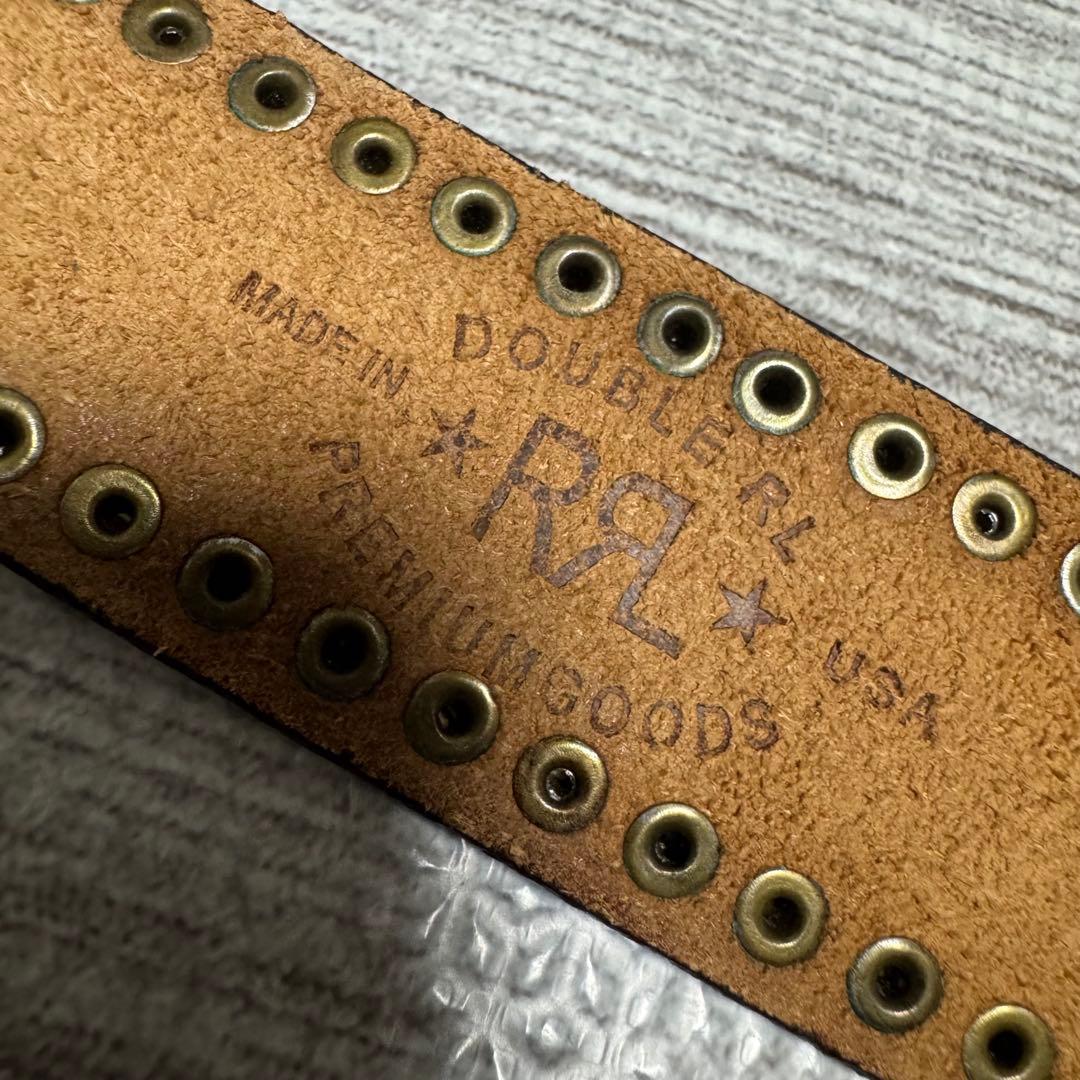 DOUBLE RL
MADE IN
★ RRL ★
USA
PREMIUM GOODS